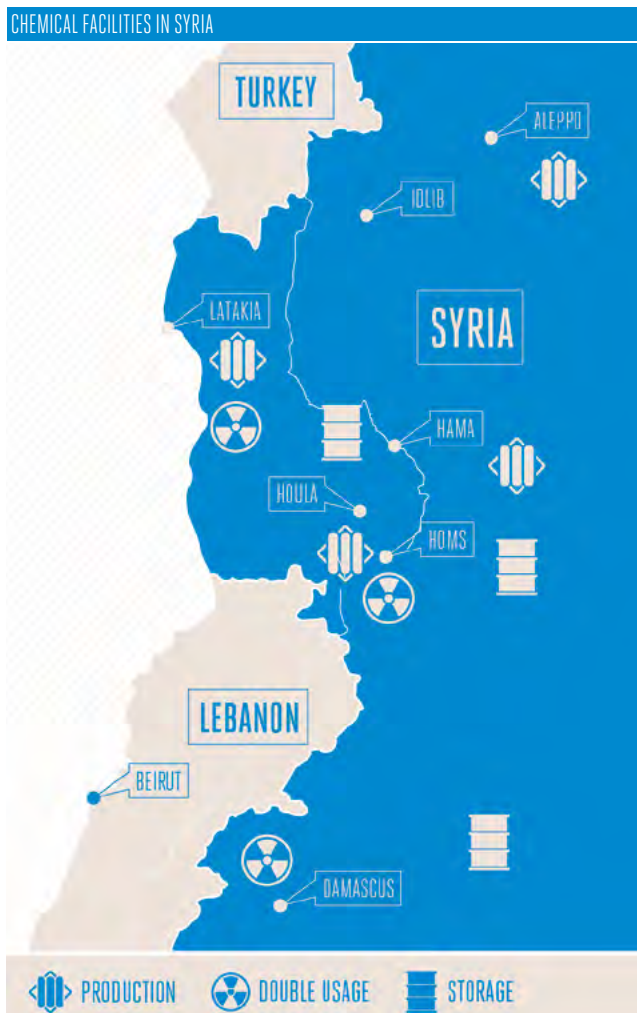 CHEMICAL FACILITIES IN SYRIA
TURKEY
ALEPPO
IDLIB
LATAKIA
SYRIA
HAMA
HOULA
HOMS
LEBANON
BEIRUT
DAMASCUS
PRODUCTION
DOUBLE USAGE
STORAGE